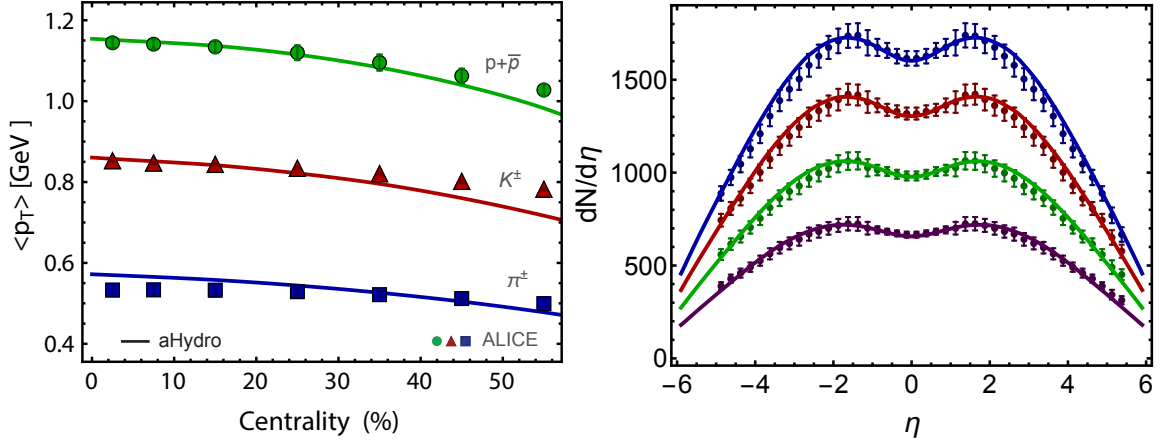 1.2
1.0
0.8
0.6
0.4
<p_T> [GeV]
p+p̅
K±
π±
aHydro
ALICE
0 10 20 30 40 50
Centrality (%)
1500
1000
500
0
dN/dη
−6 −4 −2 0 2 4 6
η